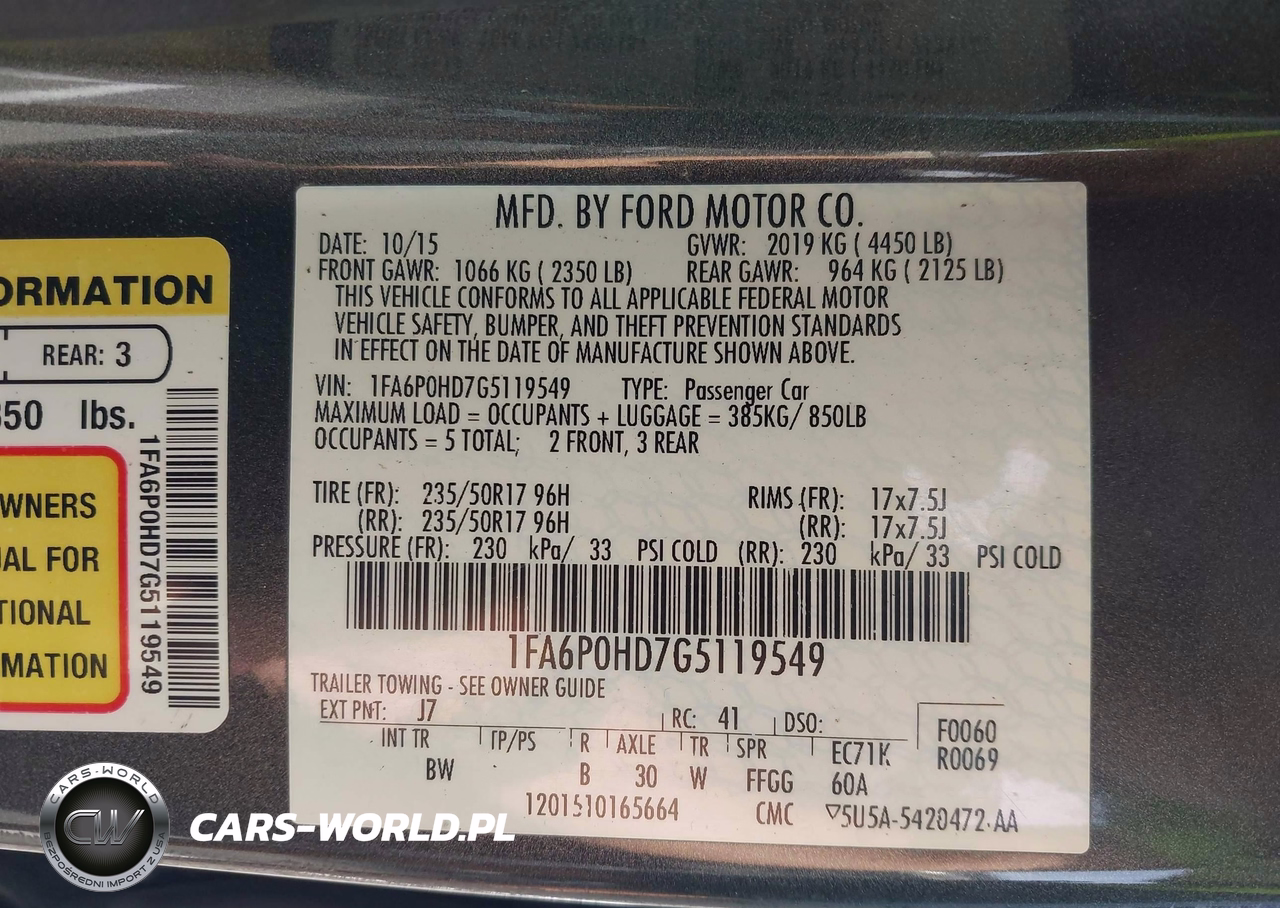 MFD. BY FORD MOTOR CO.
DATE: 10/15 GVWR: 2019 KG ( 4450 LB)
FRONT GAWR: 1066 KG ( 2350 LB) REAR GAWR: 964 KG ( 2125 LB)
THIS VEHICLE CONFORMS TO ALL APPLICABLE FEDERAL MOTOR
VEHICLE SAFETY, BUMPER, AND THEFT PREVENTION STANDARDS
IN EFFECT ON THE DATE OF MANUFACTURE SHOWN ABOVE.
VIN: 1FA6P0HD7G5119549 TYPE: Passenger Car
MAXIMUM LOAD = OCCUPANTS + LUGGAGE = 385KG/ 850LB
OCCUPANTS = 5 TOTAL; 2 FRONT, 3 REAR
TIRE (FR): 235/50R17 96H RIMS (FR): 17x7.5J
(RR): 235/50R17 96H (RR): 17x7.5J
PRESSURE (FR): 230 kPa/ 33 PSI COLD (RR): 230 kPa/ 33 PSI COLD
1FA6P0HD7G5119549
TRAILER TOWING - SEE OWNER GUIDE
EXT PNT: J7 RC: 41 DSO:
F0060
R0069
INT TR TP/PS R AXLE TR SPR EC71K
BW B 30 W FFGG 60A
1201510165664 CMC ▽5U5A-5420472-AA
ORMATION
REAR: 3
850 lbs.
WNERS
AL FOR
TIONAL
MATION
1FA6P0HD7G5119549
CARS-WORLD
CW
BEZPOŚREDNI IMPORT Z USA
CARS-WORLD.PL